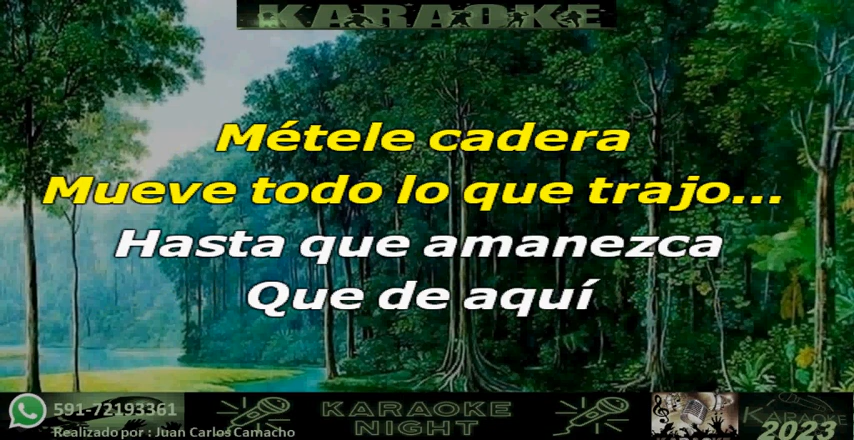 KARAOKE
Métele cadera
Mueve todo lo que trajo...
Hasta que amanezca
Que de aquí
591-72193361
Realizado por : Juan Carlos Camacho
KARAOKE
NIGHT
KARAOKE
KARAOKE
2023